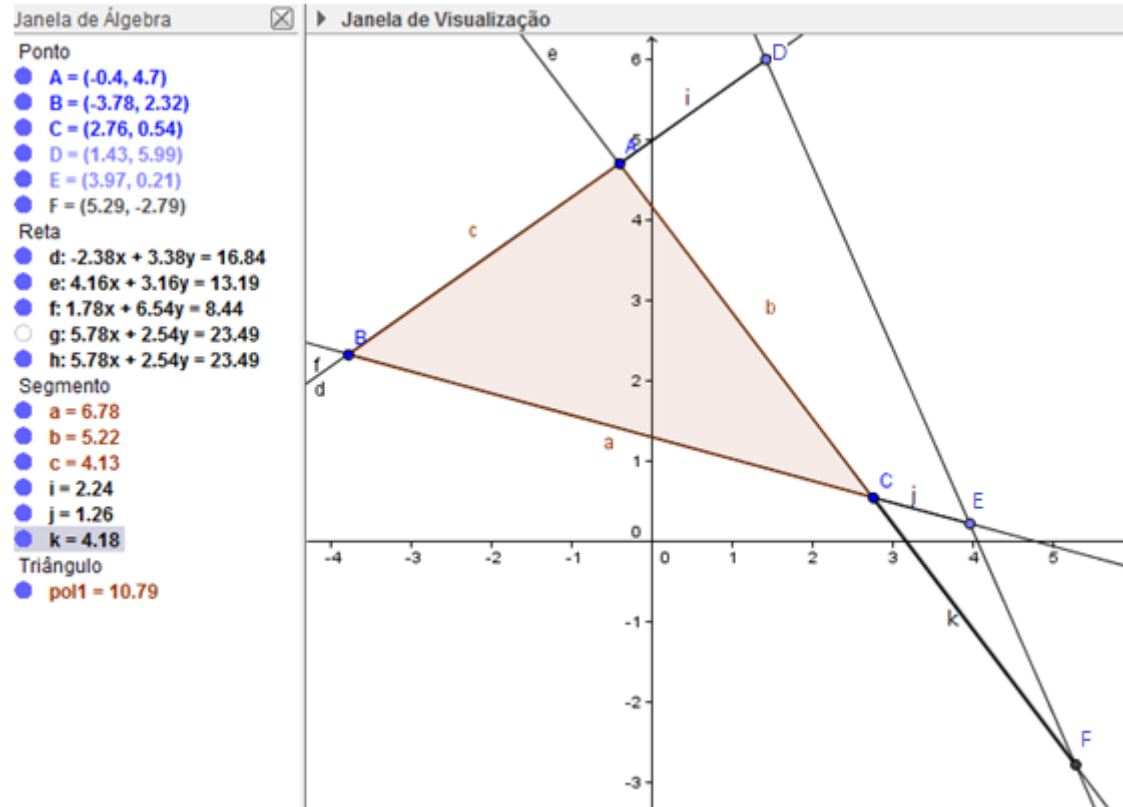 Janela de Álgebra
Ponto
A = (-0.4, 4.7)
B = (-3.78, 2.32)
C = (2.76, 0.54)
D = (1.43, 5.99)
E = (3.97, 0.21)
F = (5.29, -2.79)
Reta
d: -2.38x + 3.38y = 16.84
e: 4.16x + 3.16y = 13.19
f: 1.78x + 6.54y = 8.44
g: 5.78x + 2.54y = 23.49
h: 5.78x + 2.54y = 23.49
Segmento
a = 6.78
b = 5.22
c = 4.13
i = 2.24
j = 1.26
k = 4.18
Triângulo
pol1 = 10.79
Janela de Visualização
e
6
D
i
5
A
4
c
3
b
B
f
d
2
a
1
C
j
E
0
-4 -3 -2 -1 0 1 2 3 4 5
-1
k
-2
F
-3